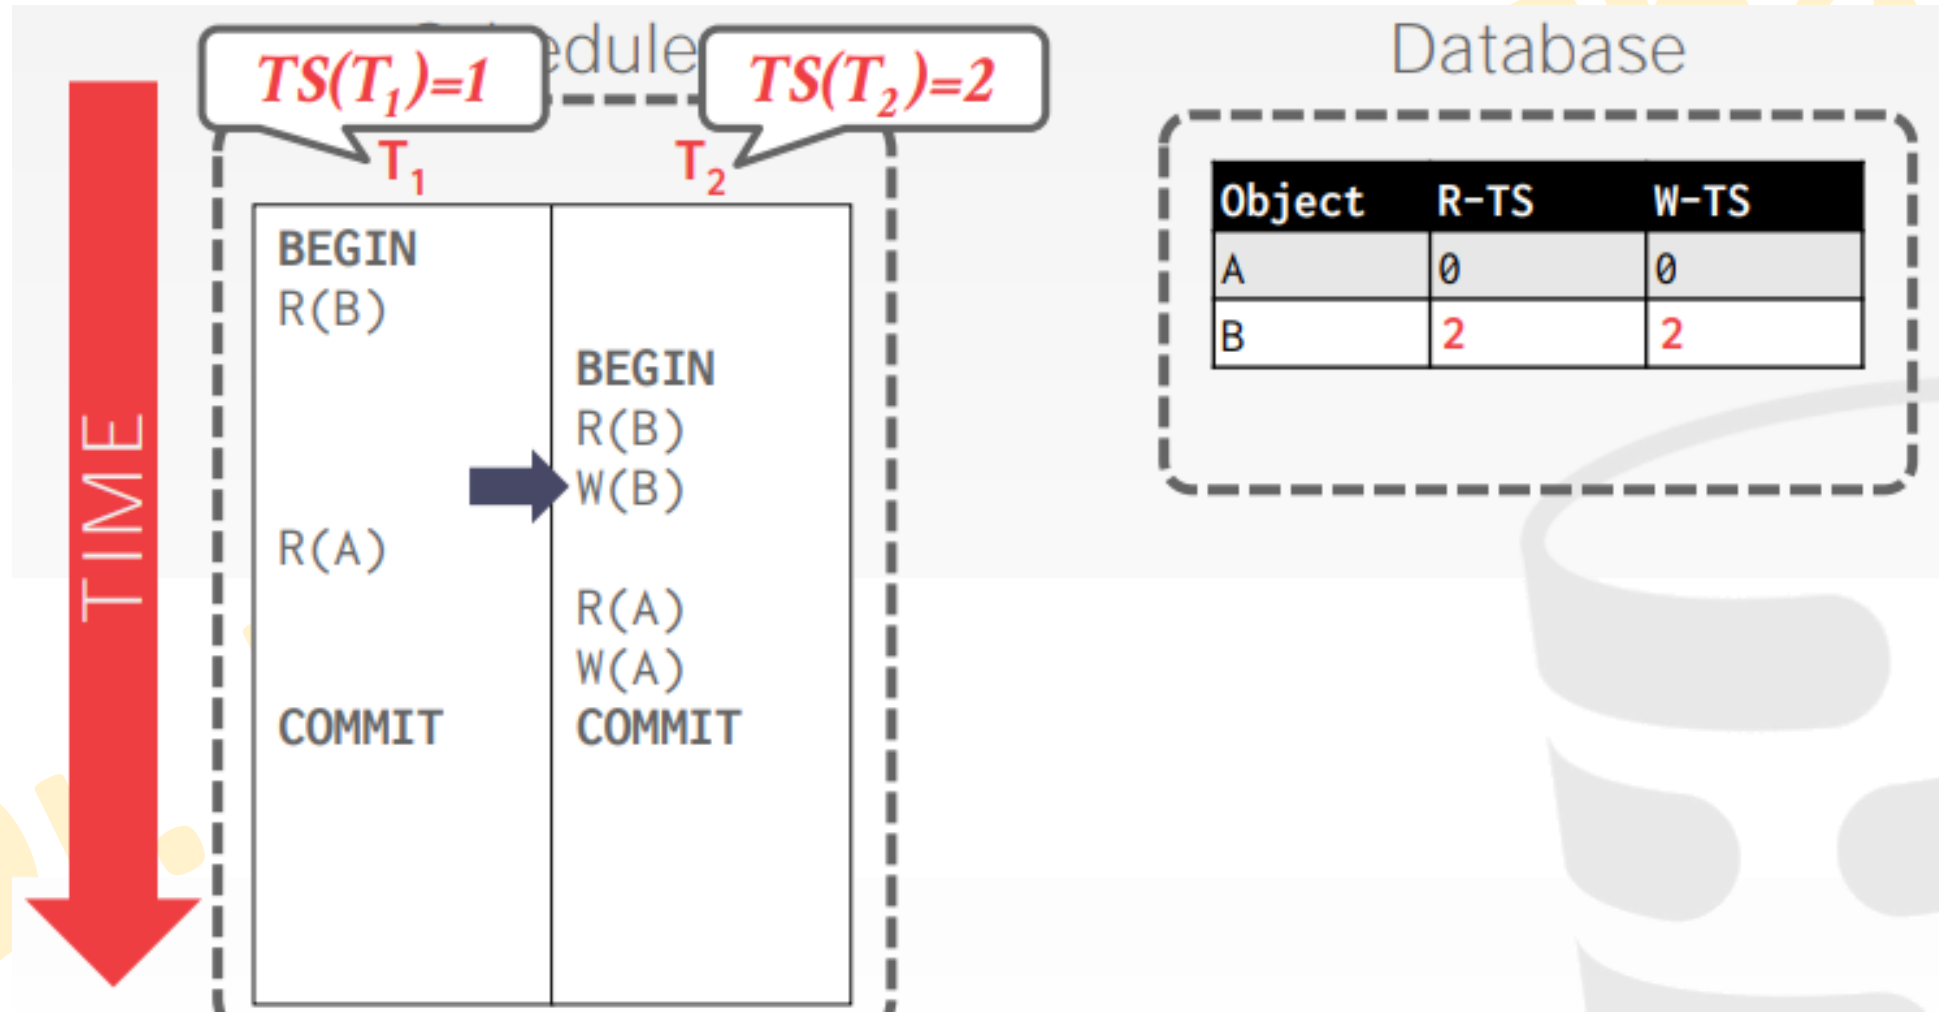 TS(T1)=1
edule
TS(T2)=2
Database
T1
T2
BEGIN
R(B)
BEGIN
R(B)
W(B)
R(A)
R(A)
W(A)
COMMIT COMMIT
TIME
Object R-TS W-TS
A 0 0
B 2 2